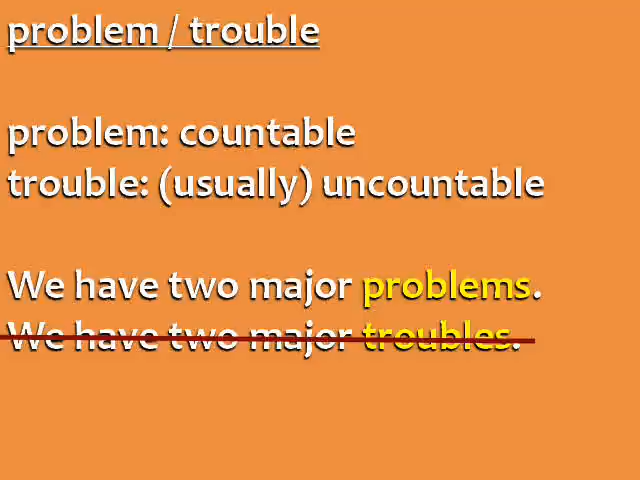 problem / trouble
problem: countable
trouble: (usually) uncountable
We have two major problems.
We have two major troubles.